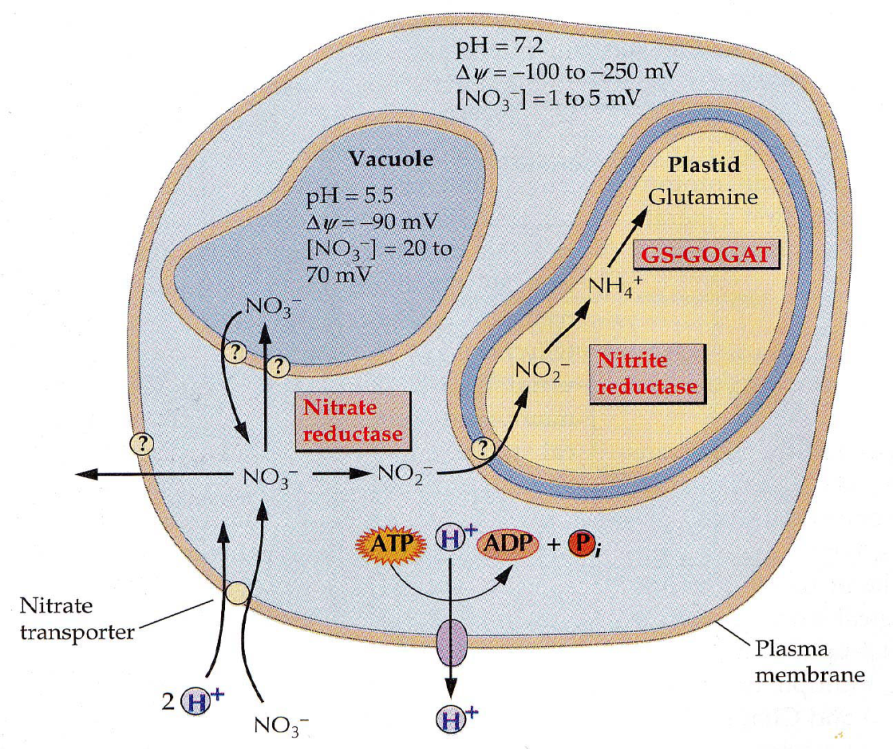 pH = 7.2
Δψ = –100 to –250 mV
[NO₃⁻] = 1 to 5 mV
Vacuole
pH = 5.5
Δψ = –90 mV
[NO₃⁻] = 20 to
70 mV
Plastid
Glutamine
GS-GOGAT
NH₄⁺
NO₂⁻
Nitrite
reductase
NO₃⁻
?
?
Nitrate
reductase
?
?
NO₃⁻
NO₂⁻
ATP
H⁺
ADP + Pi
Nitrate
transporter
Plasma
membrane
2 H⁺
NO₃⁻
H⁺